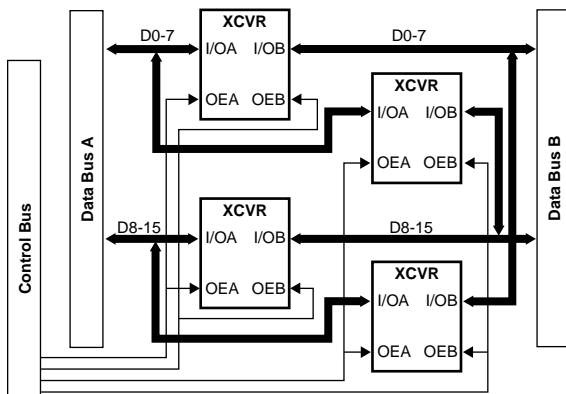 XCVR
D0-7
I/OA I/OB
D0-7
OEA OEB
XCVR
I/OA I/OB
OEA OEB
Control Bus
Data Bus A
Data Bus B
XCVR
D8-15
I/OA I/OB
D8-15
OEA OEB
XCVR
I/OA I/OB
OEA OEB